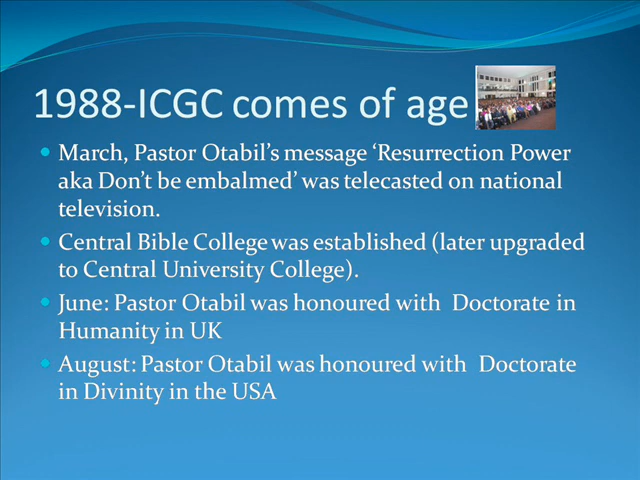 1988-ICGC comes of age
• March, Pastor Otabil’s message ‘Resurrection Power
aka Don’t be embalmed’ was telecasted on national
television.
• Central Bible College was established (later upgraded
to Central University College).
• June: Pastor Otabil was honoured with Doctorate in
Humanity in UK
• August: Pastor Otabil was honoured with Doctorate
in Divinity in the USA